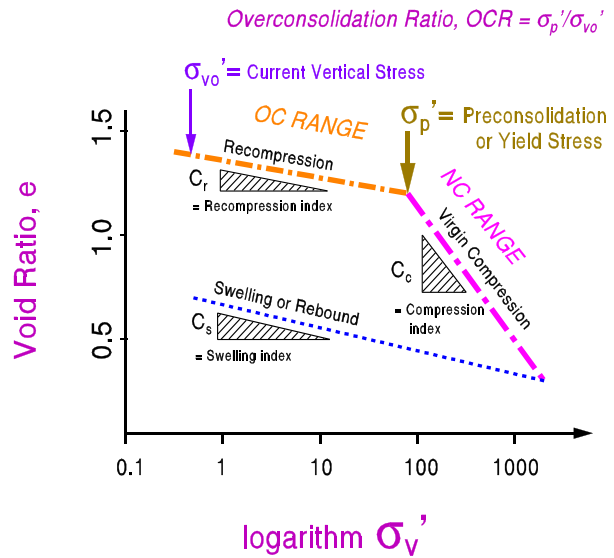 Overconsolidation Ratio, OCR = σp'/σvo'
σvo' = Current Vertical Stress
σp' = Preconsolidation
or Yield Stress
OC RANGE
Recompression
Cr
= Recompression index
NC RANGE
Virgin Compression
Cc
= Compression
index
Swelling or Rebound
Cs
= Swelling index
Void Ratio, e
1.5
1.0
0.5
0.1
1
10
100
1000
logarithm σv'